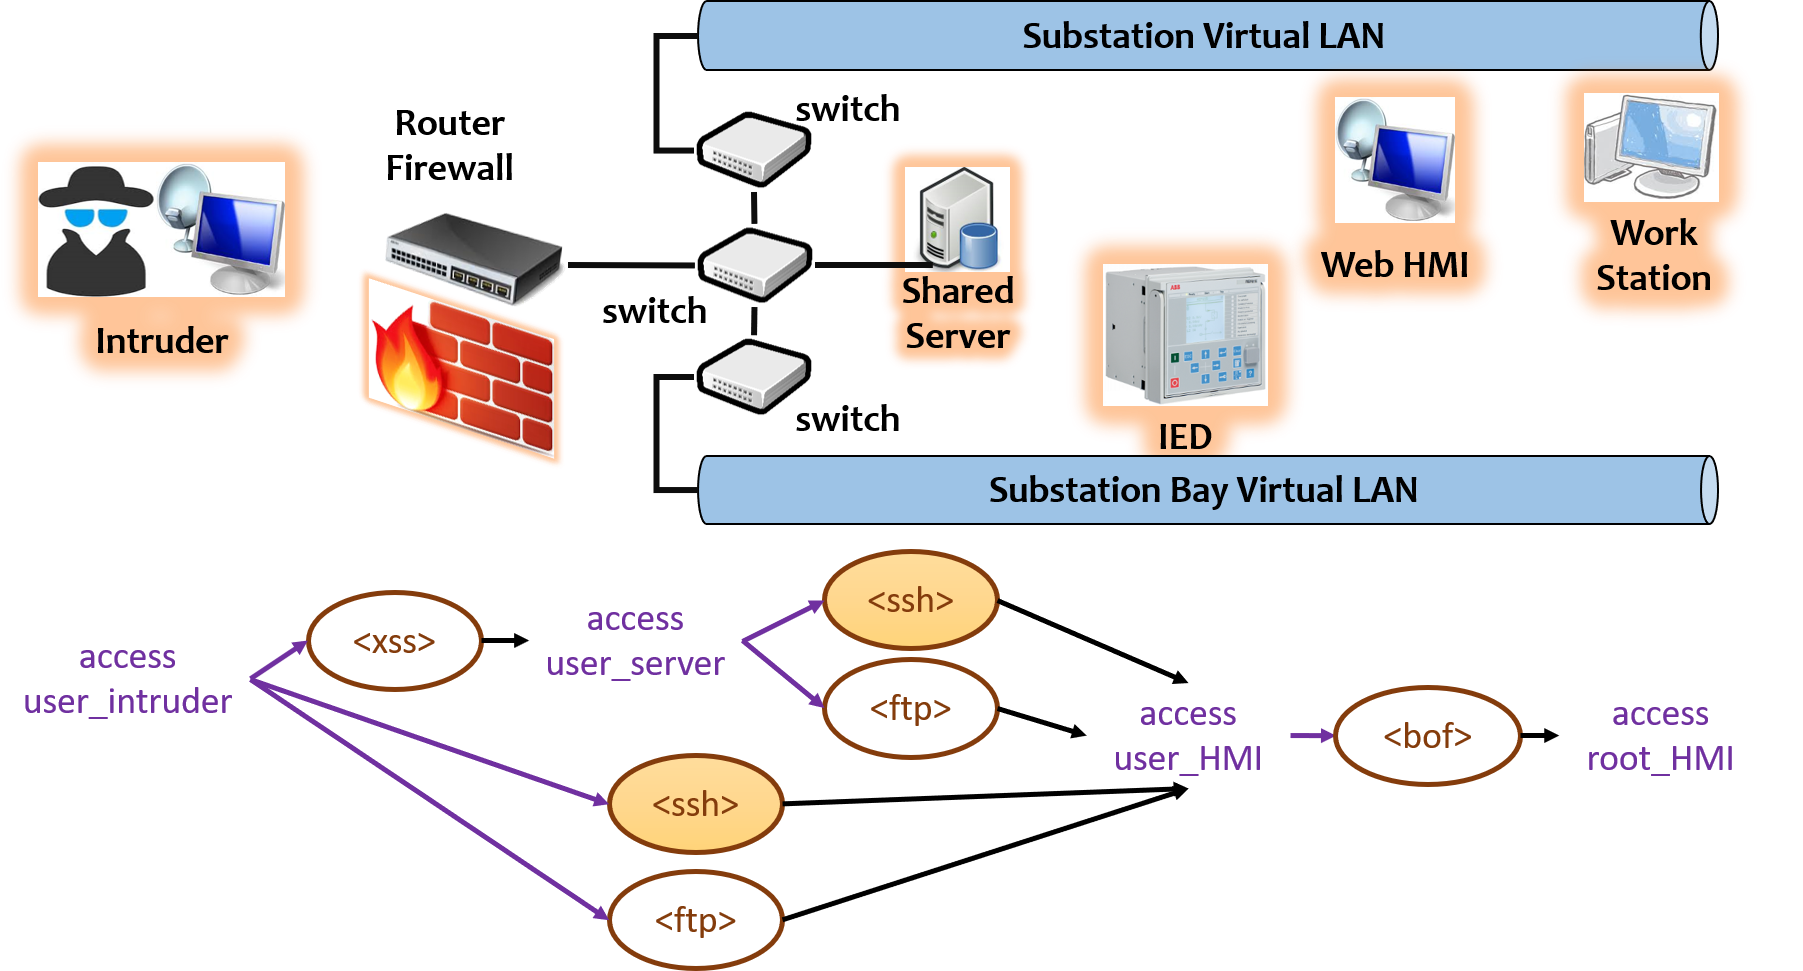 Substation Virtual LAN
switch
Router
Firewall
Intruder
switch
Shared
Server
switch
IED
ABB
Web HMI
Work
Station
Substation Bay Virtual LAN
access
user_intruder
<xss>
access
user_server
<ssh>
<ftp>
<ssh>
<ftp>
access
user_HMI
<bof>
access
root_HMI